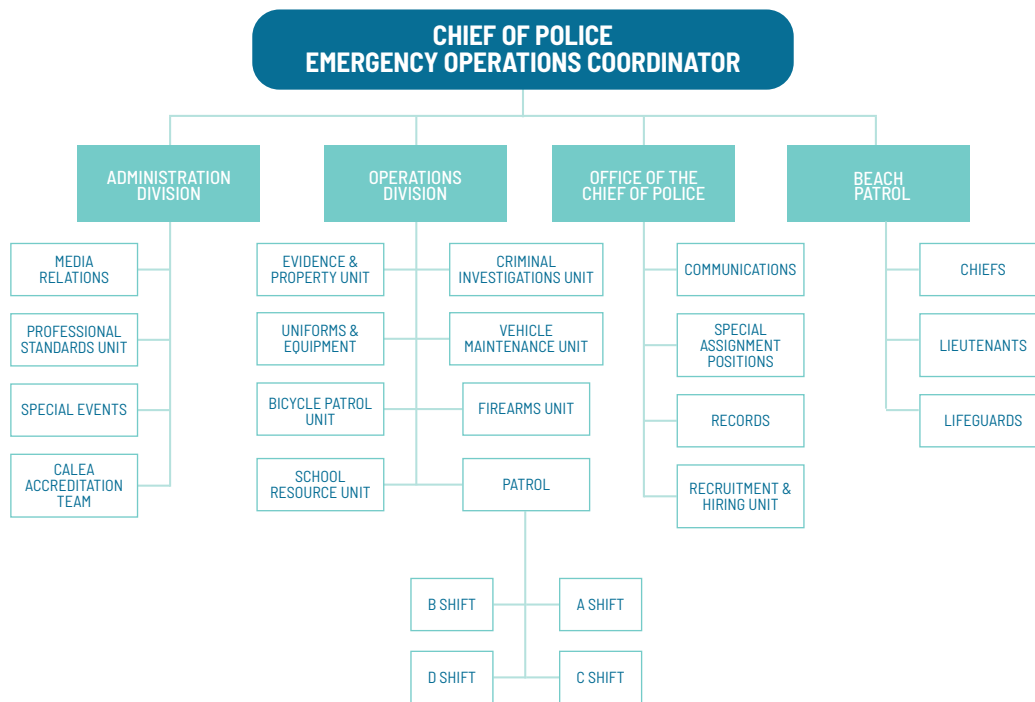 CHIEF OF POLICE
EMERGENCY OPERATIONS COORDINATOR
ADMINISTRATION
DIVISION
OPERATIONS
DIVISION
OFFICE OF THE
CHIEF OF POLICE
BEACH
PATROL
MEDIA
RELATIONS
PROFESSIONAL
STANDARDS UNIT
SPECIAL EVENTS
CALEA
ACCREDITATION
TEAM
EVIDENCE &
PROPERTY UNIT
CRIMINAL
INVESTIGATIONS UNIT
UNIFORMS &
EQUIPMENT
VEHICLE
MAINTENANCE UNIT
BICYCLE PATROL
UNIT
FIREARMS UNIT
SCHOOL
RESOURCE UNIT
PATROL
B SHIFT
A SHIFT
D SHIFT
C SHIFT
COMMUNICATIONS
SPECIAL
ASSIGNMENT
POSITIONS
RECORDS
RECRUITMENT &
HIRING UNIT
CHIEFS
LIEUTENANTS
LIFEGUARDS